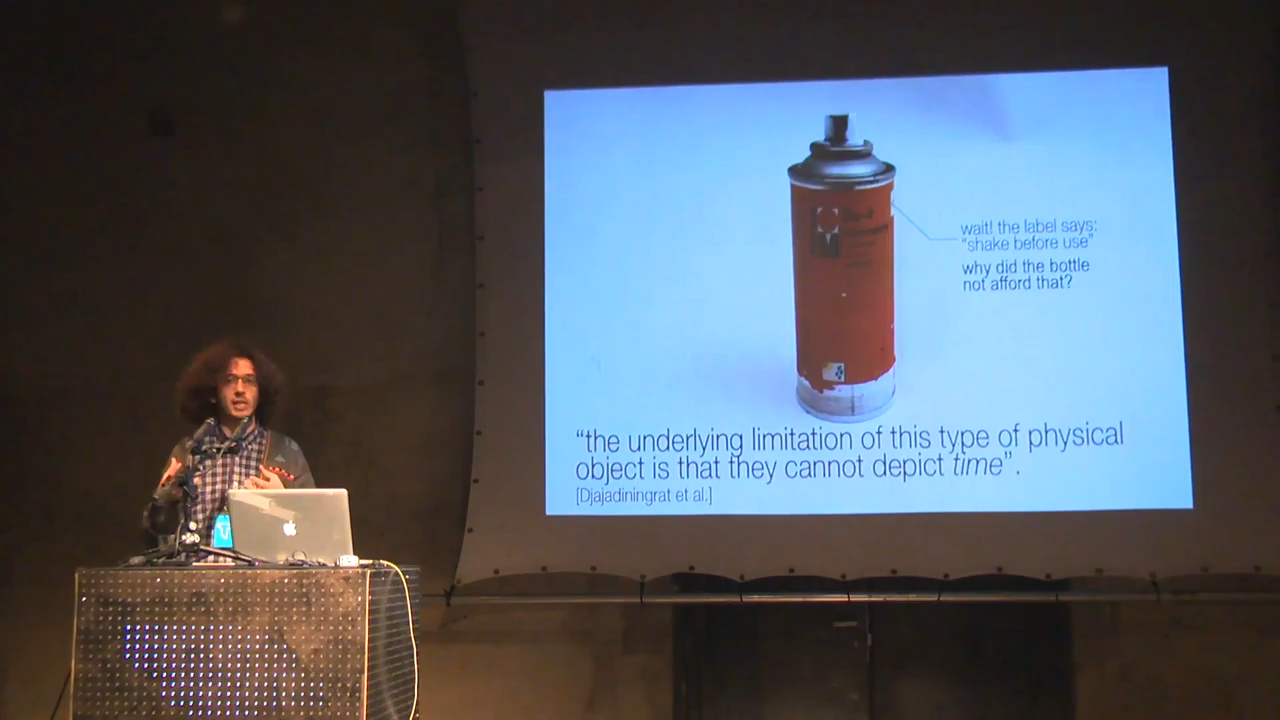 wait! the label says:
"shake before use"
why did the bottle
not afford that?
“the underlying limitation of this type of physical
object is that they cannot depict time”.
[Djajadiningrat et al.]